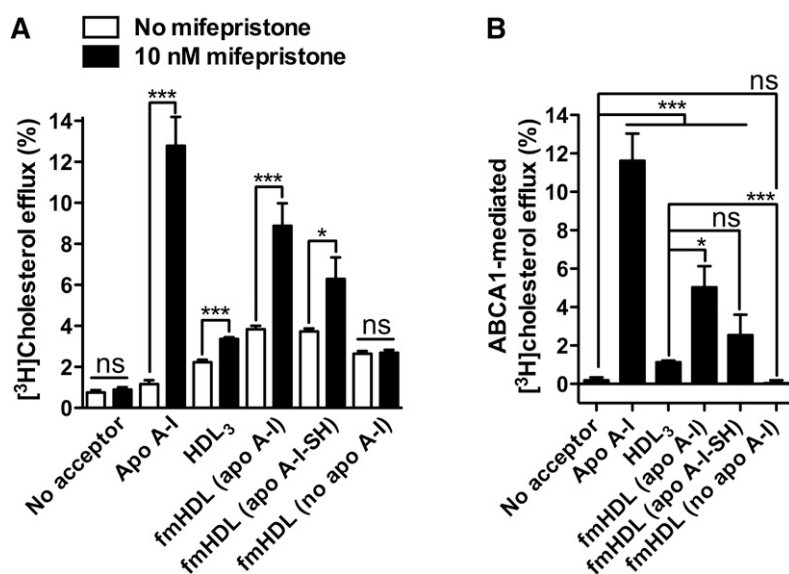 A
No mifepristone
10 nM mifepristone
[³H]Cholesterol efflux (%)
14
12
10
8
6
4
2
0
ns
***
***
***
*
ns
No acceptor
Apo A-I
HDL₃
fmHDL (apo A-I)
fmHDL (apo A-I-SH)
fmHDL (no apo A-I)
B
ABCA1-mediated
[³H]cholesterol efflux (%)
14
12
10
8
6
4
2
0
ns
***
***
ns
*
No acceptor
Apo A-I
HDL₃
fmHDL (apo A-I)
fmHDL (apo A-I-SH)
fmHDL (no apo A-I)